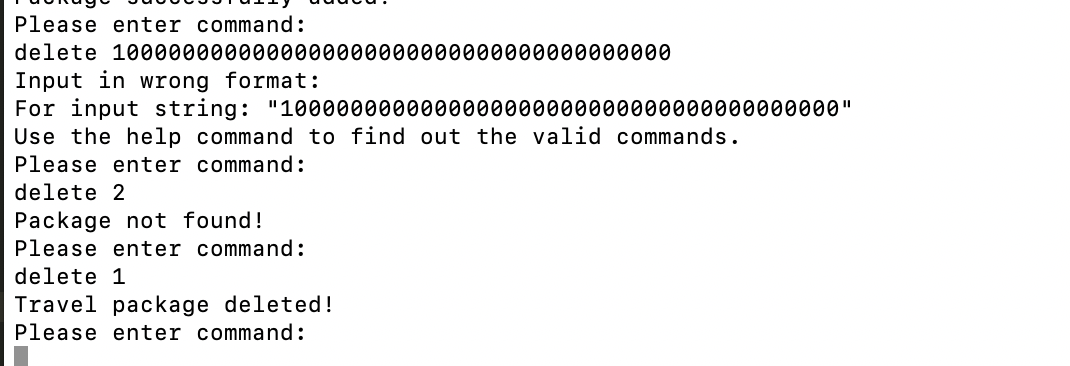 Package successfully added!
Please enter command:
delete 1000000000000000000000000000000000000000
Input in wrong format:
For input string: "1000000000000000000000000000000000000000"
Use the help command to find out the valid commands.
Please enter command:
delete 2
Package not found!
Please enter command:
delete 1
Travel package deleted!
Please enter command: